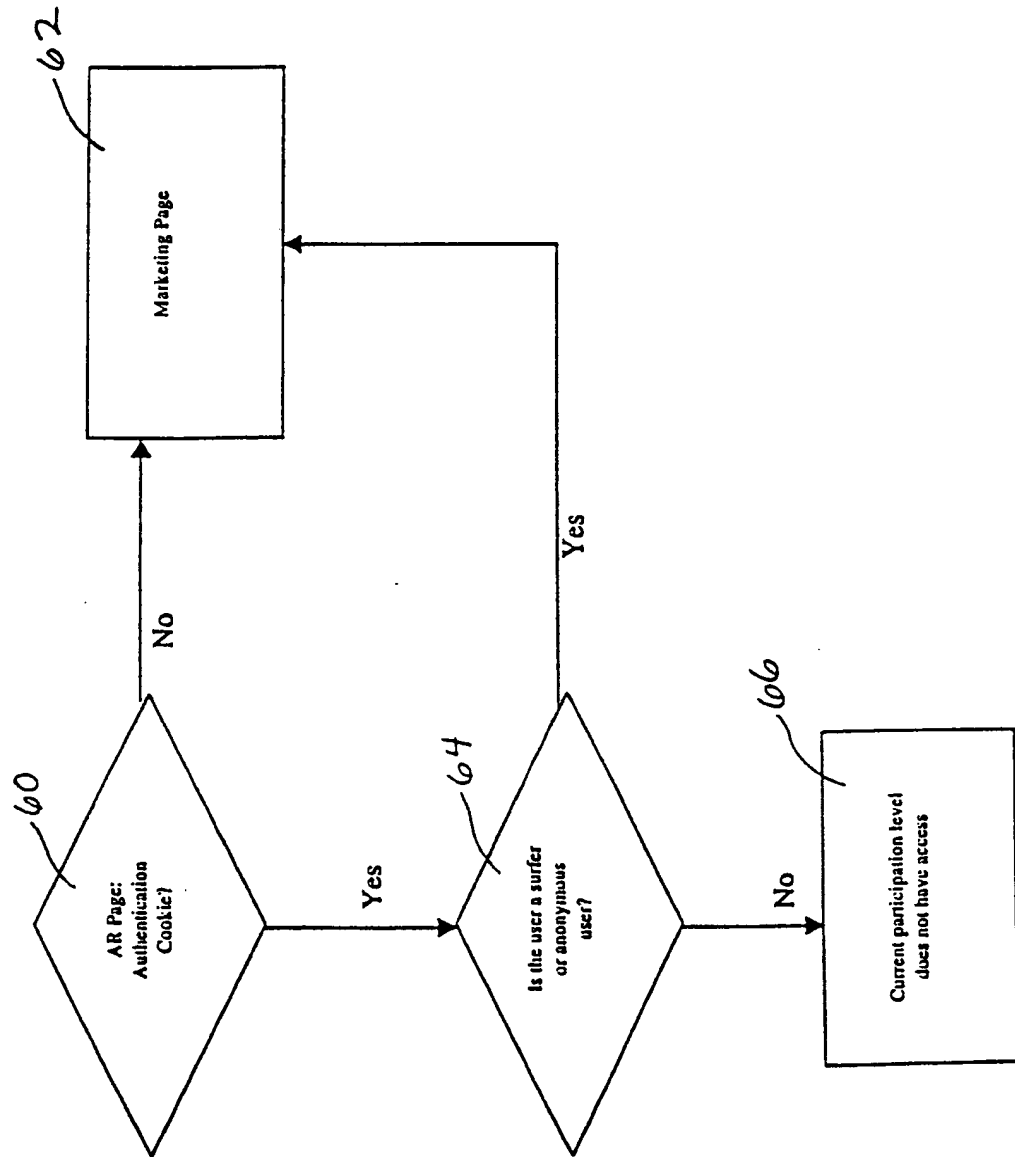 60
AR Page:
Authentication
Cookie?
No
62
Marketing Page
Yes
64
Is the user a surfer
or anonymous
user?
Yes
No
66
Current participation level
does not have access